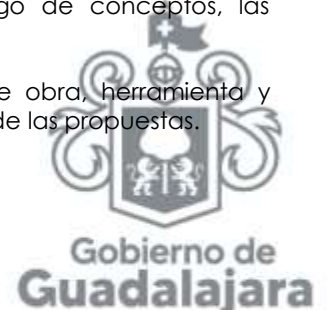 go de conceptos, las
e obra, herramienta y
de las propuestas.
Gobierno de
Guadalajara